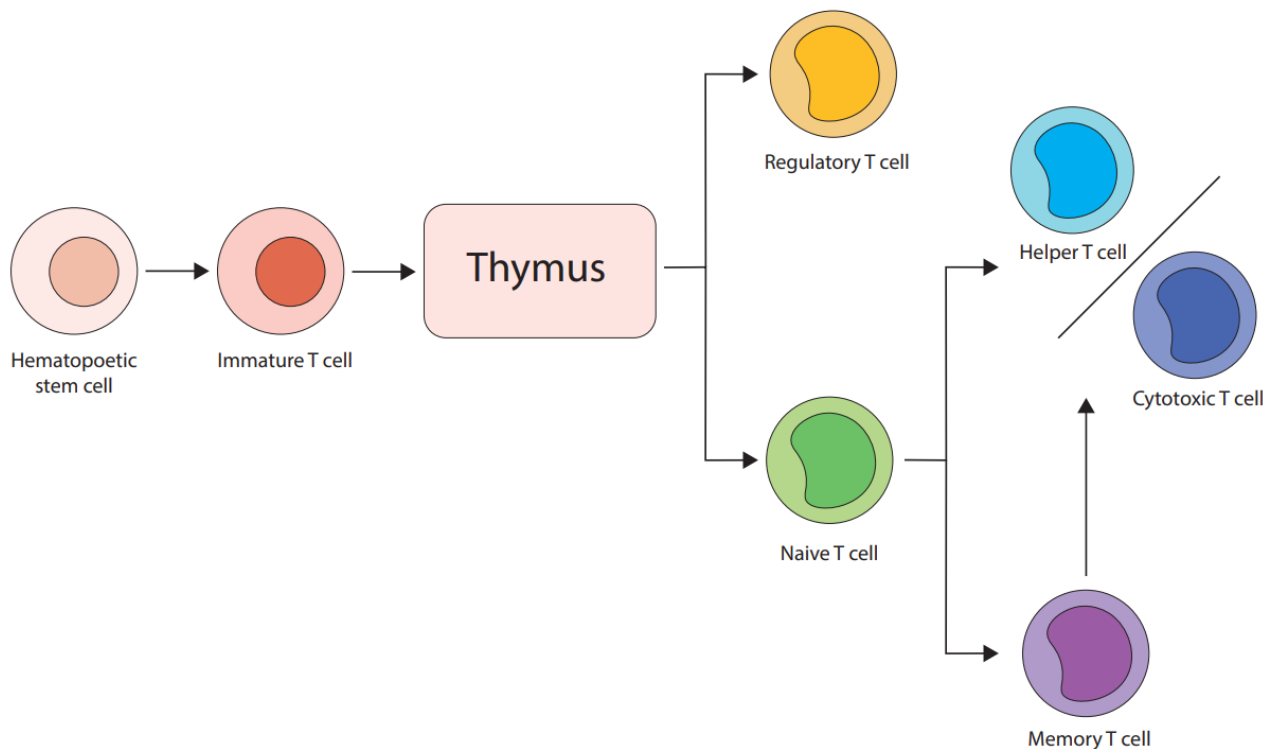 Hematopoetic
stem cell
Immature T cell
Thymus
Regulatory T cell
Naive T cell
Helper T cell
Cytotoxic T cell
Memory T cell